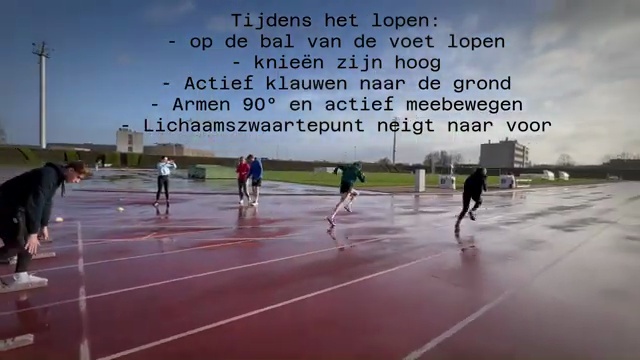 Tijdens het lopen:
- op de bal van de voet lopen
- knieën zijn hoog
- Actief klauwen naar de grond
- Armen 90° en actief meebewegen
- Lichaamszwaartepunt neigt naar voor